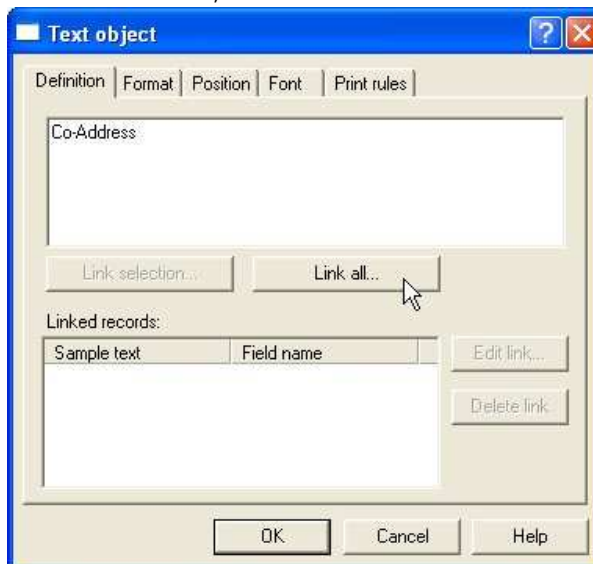 Text object
Definition Format Position Font Print rules
Co-Address
Link selection... Link all...
Linked records:
Sample text Field name Edit link...
Delete link
OK Cancel Help